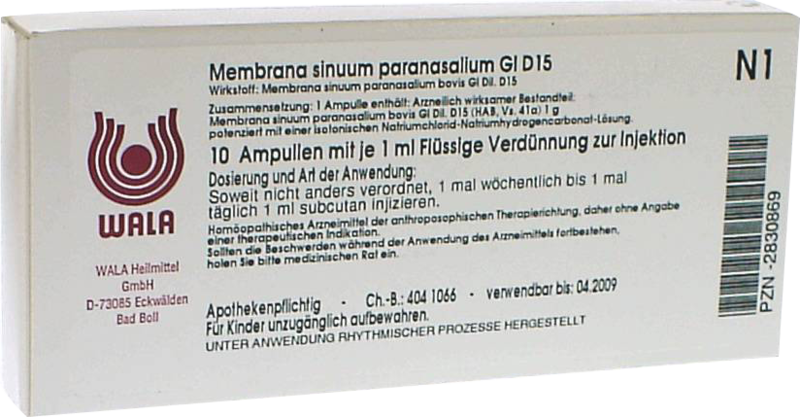 Membrana sinuum paranasalium Gl D15
N1
Wirkstoff: Membrana sinuum paranasalium bovis Gl Dil. D15
Zusammensetzung: 1 Ampulle enthält: Arzneilich wirksamer Bestandteil:
Membrana sinuum paranasalium bovis Gl Dil. D15 (HAB, Vs. 41a) 1 g
potenziert mit einer isotonischen Natriumchlorid-Natriumhydrogencarbonat-Lösung.
10 Ampullen mit je 1 ml Flüssige Verdünnung zur Injektion
Dosierung und Art der Anwendung:
Soweit nicht anders verordnet, 1 mal wöchentlich bis 1 mal
täglich 1 ml subcutan injizieren.
Homöopathisches Arzneimittel der anthroposophischen Therapierichtung, daher ohne Angabe
einer therapeutischen Indikation.
Sollten die Beschwerden während der Anwendung des Arzneimittels fortbestehen,
holen Sie bitte medizinischen Rat ein.
Apothekenpflichtig - Ch.-B.: 404 1066 - verwendbar bis: 04.2009
Für Kinder unzugänglich aufbewahren.
UNTER ANWENDUNG RHYTHMISCHER PROZESSE HERGESTELLT
WALA
WALA Heilmittel
GmbH
D-73085 Eckwälden
Bad Boll
PZN -2830869